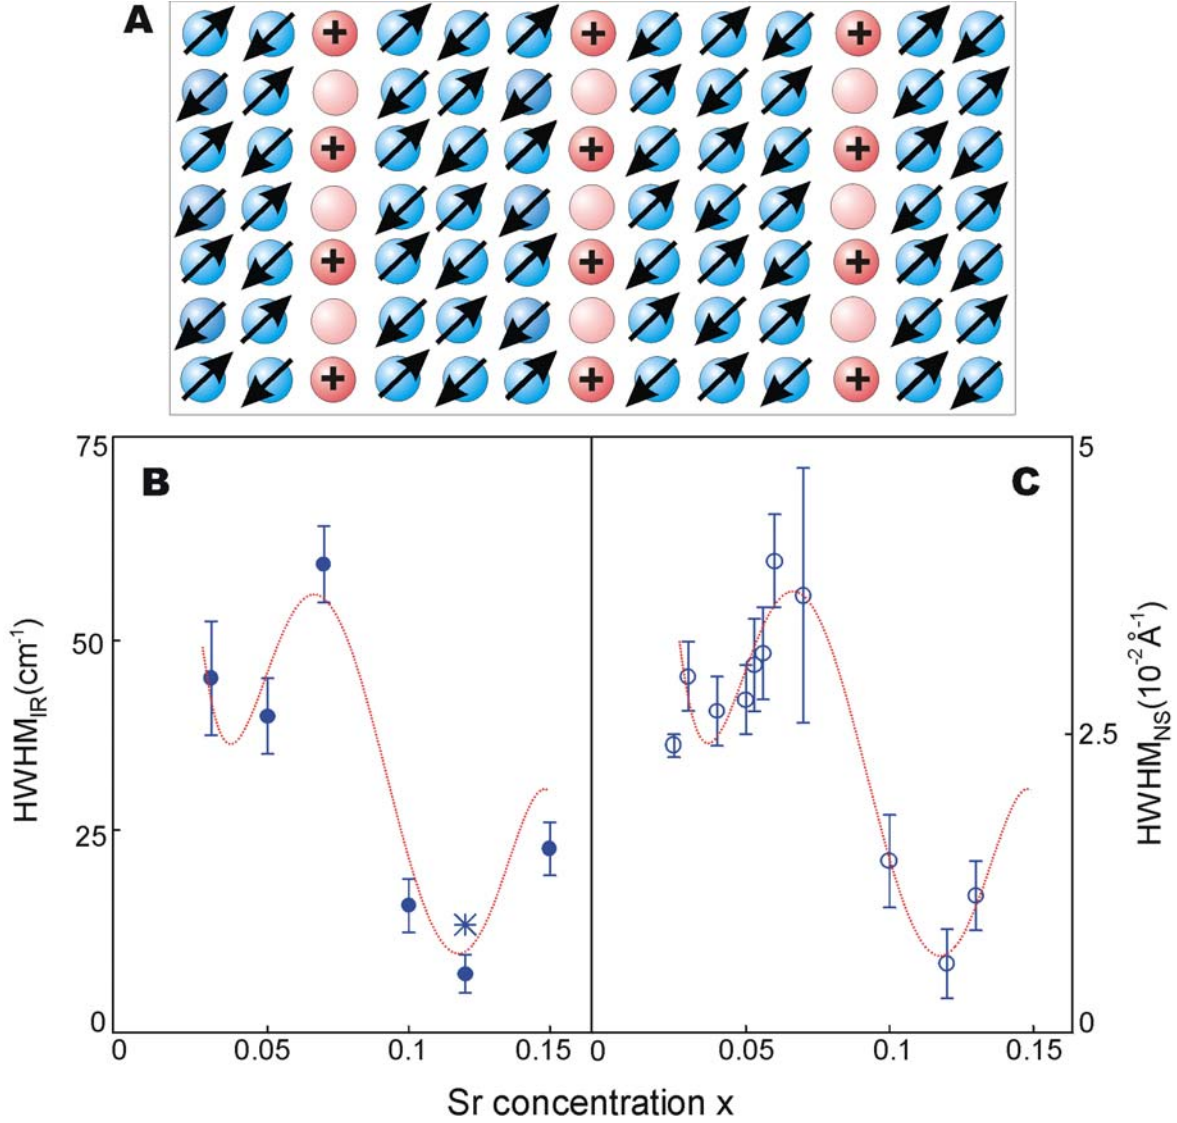 A
+ + +
+ + +
+ + +
+ + +
75
B
C
5
50
25
0
HWHM_IR(cm⁻¹)
2.5
0
HWHM_NS(10⁻² Å⁻¹)
0 0.05 0.1 0.15 0 0.05 0.1 0.15
Sr concentration x